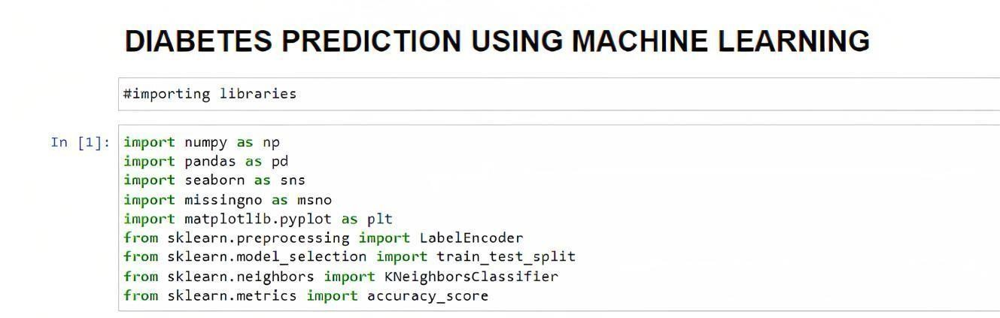 DIABETES PREDICTION USING MACHINE LEARNING
#importing libraries
In [1]: import numpy as np
import pandas as pd
import seaborn as sns
import missingno as msno
import matplotlib.pyplot as plt
from sklearn.preprocessing import LabelEncoder
from sklearn.model_selection import train_test_split
from sklearn.neighbors import KNeighborsClassifier
from sklearn.metrics import accuracy_score